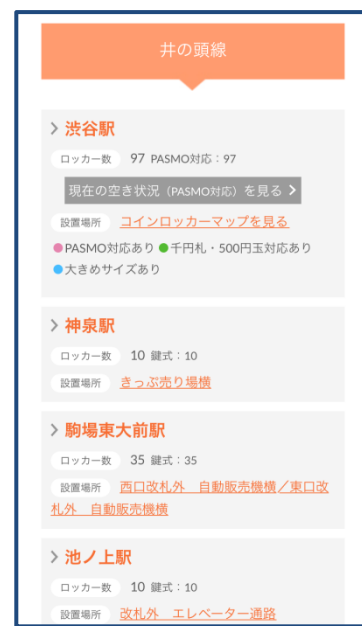 井の頭線
渋谷駅
ロッカー数 97 PASMO対応：97
現在の空き状況（PASMO対応）を見る
設置場所 コインロッカーマップを見る
●PASMO対応あり ●千円札・500円玉対応あり
●大きめサイズあり
神泉駅
ロッカー数 10 鍵式：10
設置場所 きっぷ売り場横
駒場東大前駅
ロッカー数 35 鍵式：35
設置場所 西口改札外　自動販売機横／東口改
札外　自動販売機横
池ノ上駅
ロッカー数 10 鍵式：10
設置場所 改札外　エレベーター通路